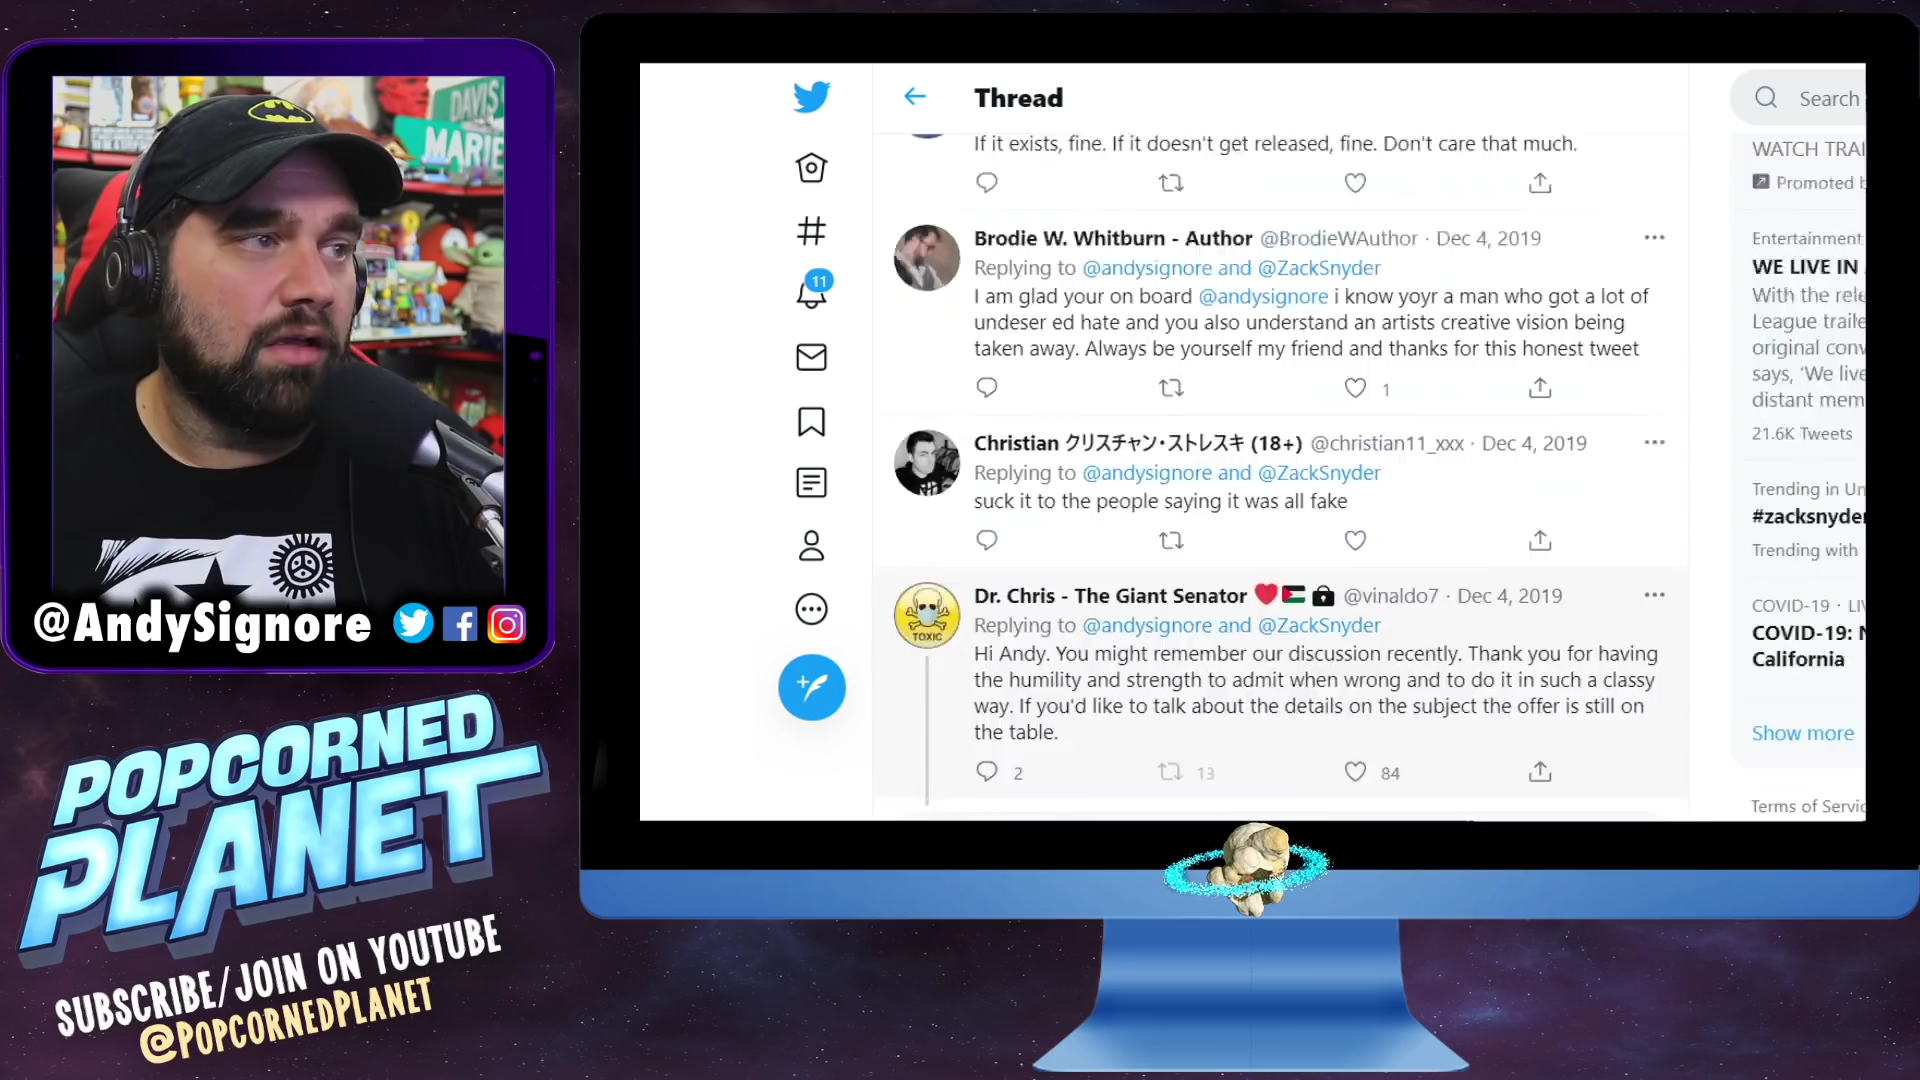 DAVIS
MARIE
@AndySignore
POPCORNED
PLANET
SUBSCRIBE/JOIN ON YOUTUBE
@POPCORNEDPLANET
Thread
If it exists, fine. If it doesn't get released, fine. Don't care that much.
Brodie W. Whitburn - Author @BrodieWAuthor · Dec 4, 2019
Replying to @andysignore and @ZackSnyder
I am glad your on board @andysignore i know yoyr a man who got a lot of
undeser ed hate and you also understand an artists creative vision being
taken away. Always be yourself my friend and thanks for this honest tweet
1
Christian クリスチャン・ストレスキ (18+) @christian11_xxx · Dec 4, 2019
Replying to @andysignore and @ZackSnyder
suck it to the people saying it was all fake
Dr. Chris - The Giant Senator @vinaldo7 · Dec 4, 2019
TOXIC
Replying to @andysignore and @ZackSnyder
Hi Andy. You might remember our discussion recently. Thank you for having
the humility and strength to admit when wrong and to do it in such a classy
way. If you'd like to talk about the details on the subject the offer is still on
the table.
2 13 84
11
Search
WATCH TRAI
Promoted b
Entertainment
WE LIVE IN
With the rele
League traile
original conv
says, 'We live
distant mem
21.6K Tweets
Trending in Un
#zacksnyder
Trending with
COVID-19 · LIV
COVID-19: N
California
Show more
Terms of Servic